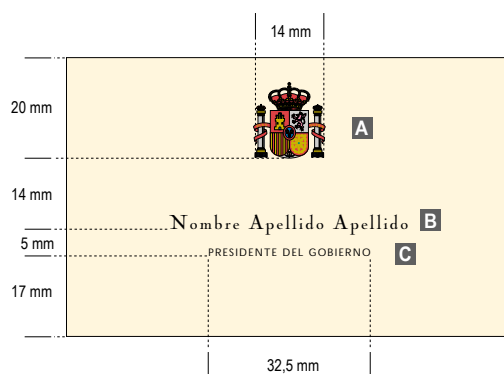 14 mm
20 mm
A
14 mm
Nombre Apellido Apellido B
5 mm
PRESIDENTE DEL GOBIERNO C
17 mm
32,5 mm